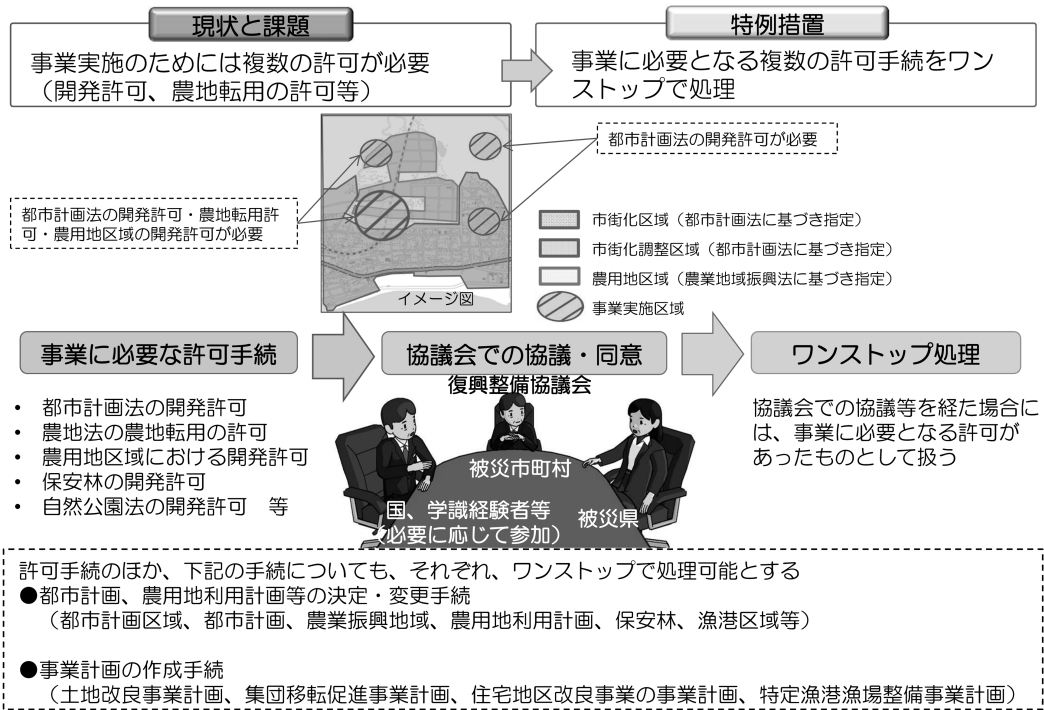 現状と課題
事業実施のためには複数の許可が必要
（開発許可、農地転用の許可等）
特例措置
事業に必要となる複数の許可手続をワン
ストップで処理
都市計画法の開発許可が必要
都市計画法の開発許可・農地転用許
可・農用地区域の開発許可が必要
市街化区域（都市計画法に基づき指定）
市街化調整区域（都市計画法に基づき指定）
農用地区域（農業地域振興法に基づき指定）
事業実施区域
イメージ図
事業に必要な許可手続
• 都市計画法の開発許可
• 農地法の農地転用の許可
• 農用地区域における開発許可
• 保安林の開発許可
• 自然公園法の開発許可　等
協議会での協議・同意
復興整備協議会
被災市町村
国、学識経験者等
（必要に応じて参加）
被災県
ワンストップ処理
協議会での協議等を経た場合に
は、事業に必要となる許可が
あったものとして扱う
許可手続のほか、下記の手続についても、それぞれ、ワンストップで処理可能とする
●都市計画、農用地利用計画等の決定・変更手続
（都市計画区域、都市計画、農業振興地域、農用地利用計画、保安林、漁港区域等）
●事業計画の作成手続
（土地改良事業計画、集団移転促進事業計画、住宅地区改良事業の事業計画、特定漁港漁場整備事業計画）